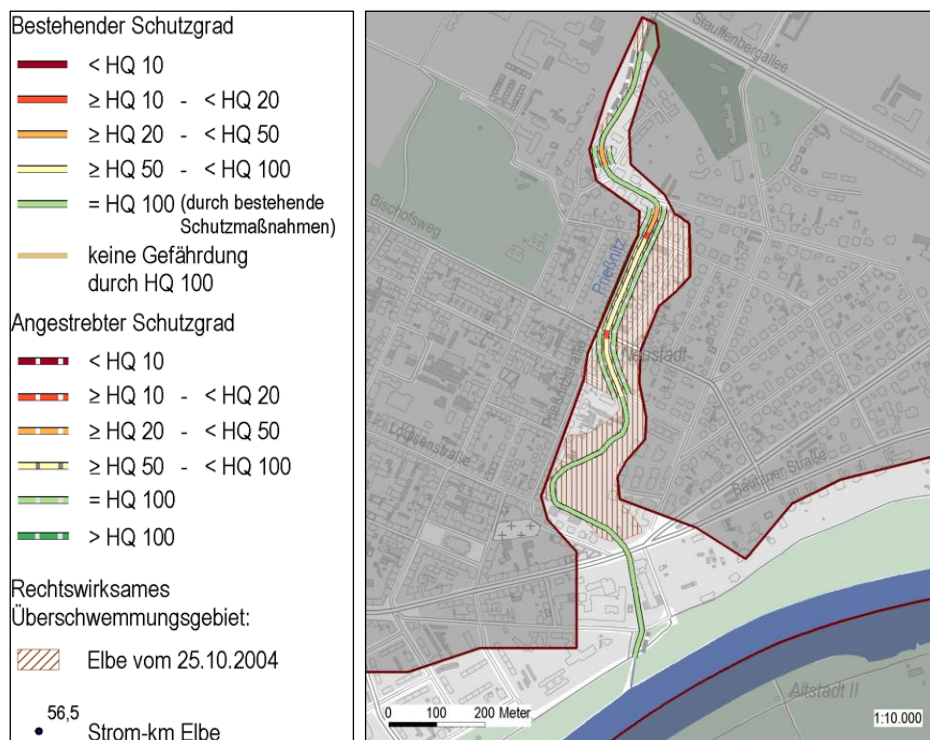 Bestehender Schutzgrad
< HQ 10
≥ HQ 10 - < HQ 20
≥ HQ 20 - < HQ 50
≥ HQ 50 - < HQ 100
= HQ 100 (durch bestehende
Schutzmaßnahmen)
keine Gefährdung
durch HQ 100
Angestrebter Schutzgrad
< HQ 10
≥ HQ 10 - < HQ 20
≥ HQ 20 - < HQ 50
≥ HQ 50 - < HQ 100
= HQ 100
> HQ 100
Rechtswirksames
Überschwemmungsgebiet:
Elbe vom 25.10.2004
56,5
Strom-km Elbe
Stauffenbergallee
Bischofsweg
Prießnitz
Neustadt
Prießnitzstraße
Louisenstraße
Bautzner Straße
Altstadt II
0 100 200 Meter
1:10.000